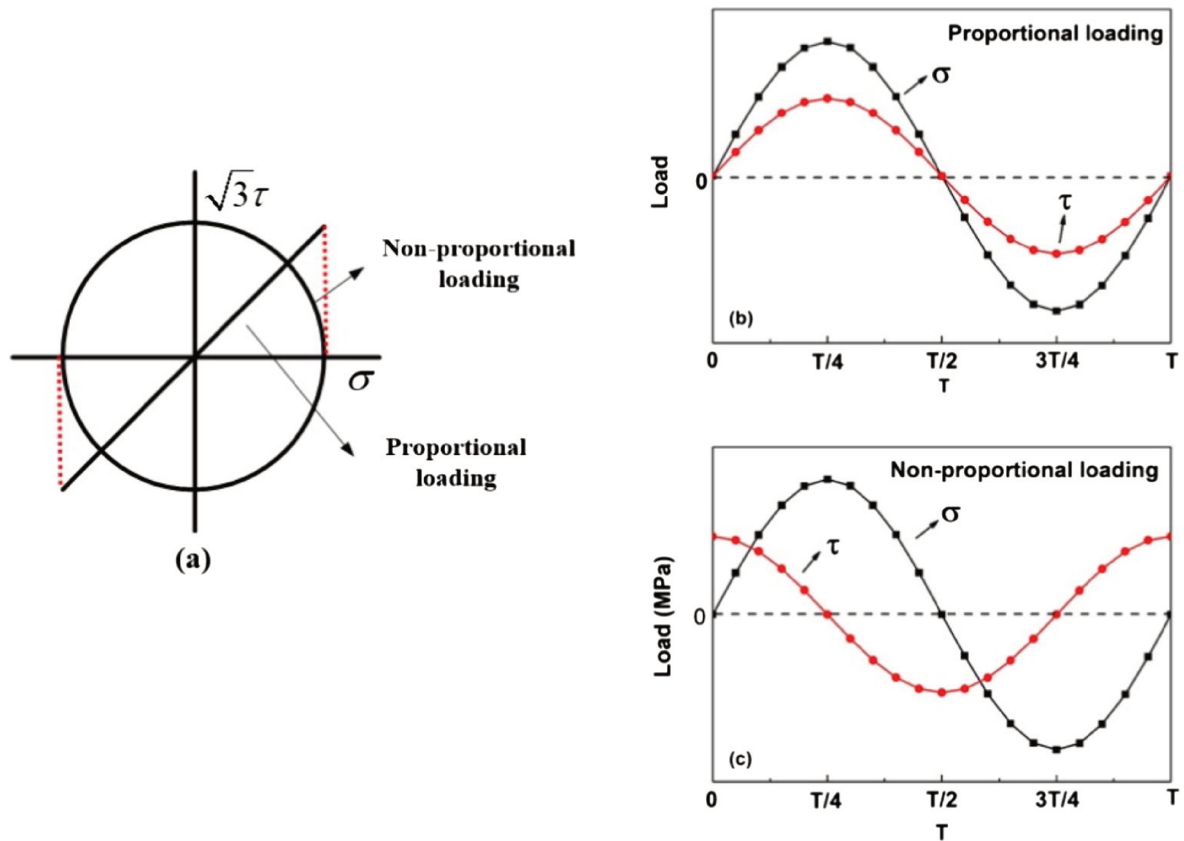 √3τ
Non-proportional
loading
σ
Proportional
loading
(a)
Proportional loading
σ
τ
Load
0
(b)
0 T/4 T/2 3T/4 T
T
Non-proportional loading
σ
τ
Load (MPa)
0
(c)
0 T/4 T/2 3T/4 T
T